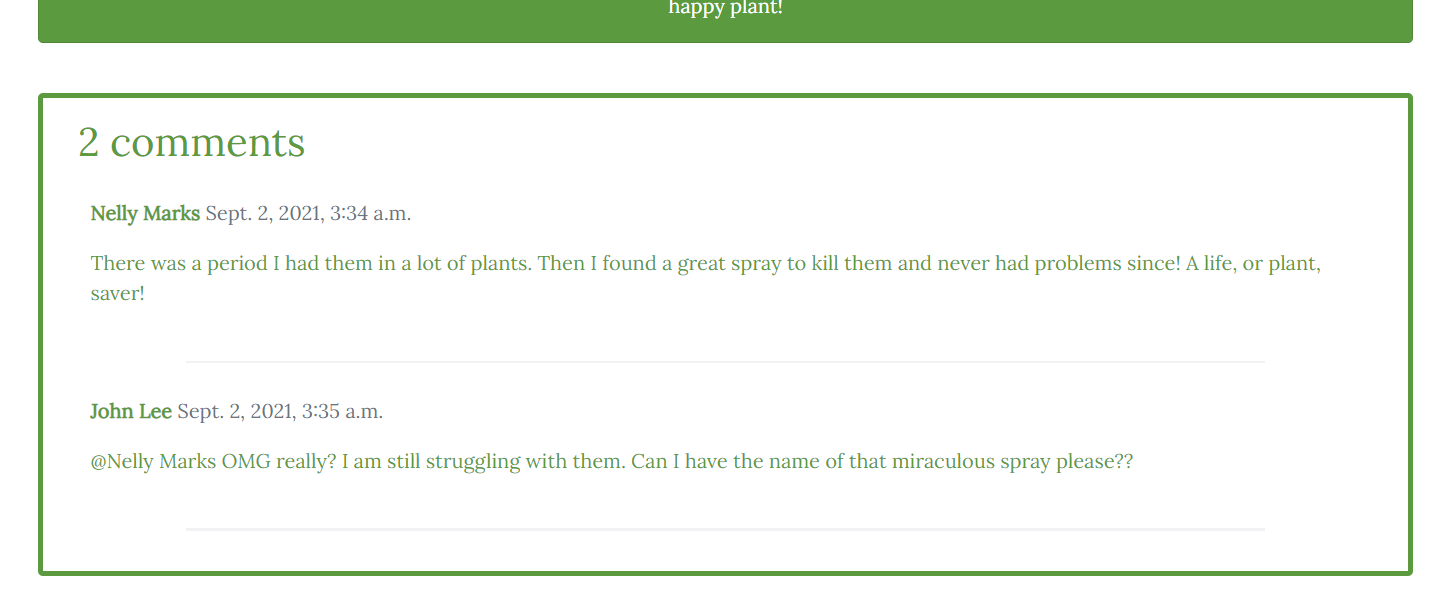 happy plant!
2 comments
Nelly Marks Sept. 2, 2021, 3:34 a.m.
There was a period I had them in a lot of plants. Then I found a great spray to kill them and never had problems since! A life, or plant,
saver!
John Lee Sept. 2, 2021, 3:35 a.m.
@Nelly Marks OMG really? I am still struggling with them. Can I have the name of that miraculous spray please??